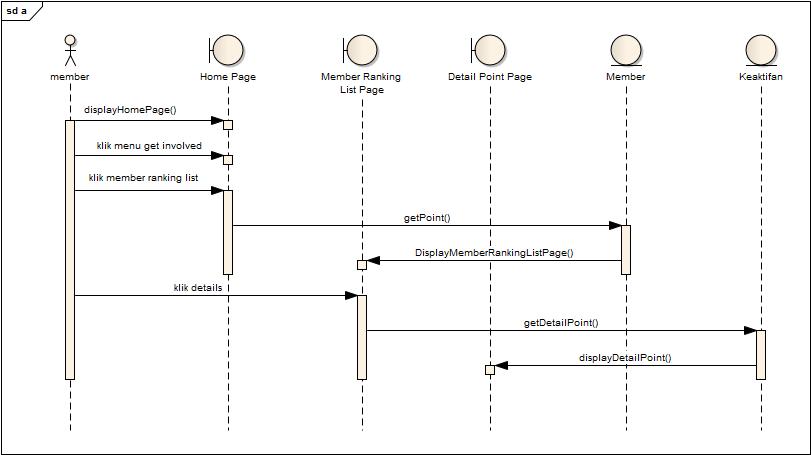 sd a
member
Home Page
Member Ranking
List Page
Detail Point Page
Member
Keaktifan
displayHomePage()
klik menu get involved
klik member ranking list
getPoint()
DisplayMemberRankingListPage()
klik details
getDetailPoint()
displayDetailPoint()